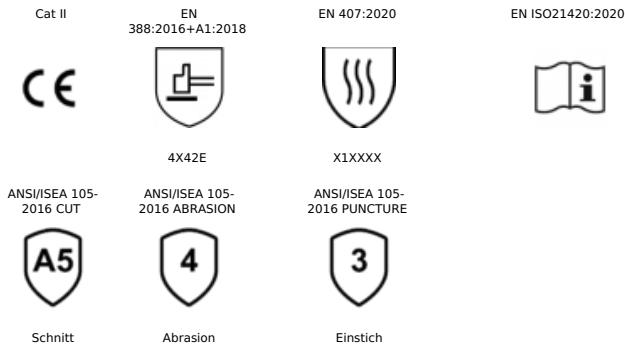 Cat II
EN
388:2016+A1:2018
EN 407:2020
EN ISO21420:2020
CE
i
4X42E
X1XXXX
ANSI/ISEA 105-
2016 CUT
ANSI/ISEA 105-
2016 ABRASION
ANSI/ISEA 105-
2016 PUNCTURE
A5
4
3
Schnitt
Abrasion
Einstich